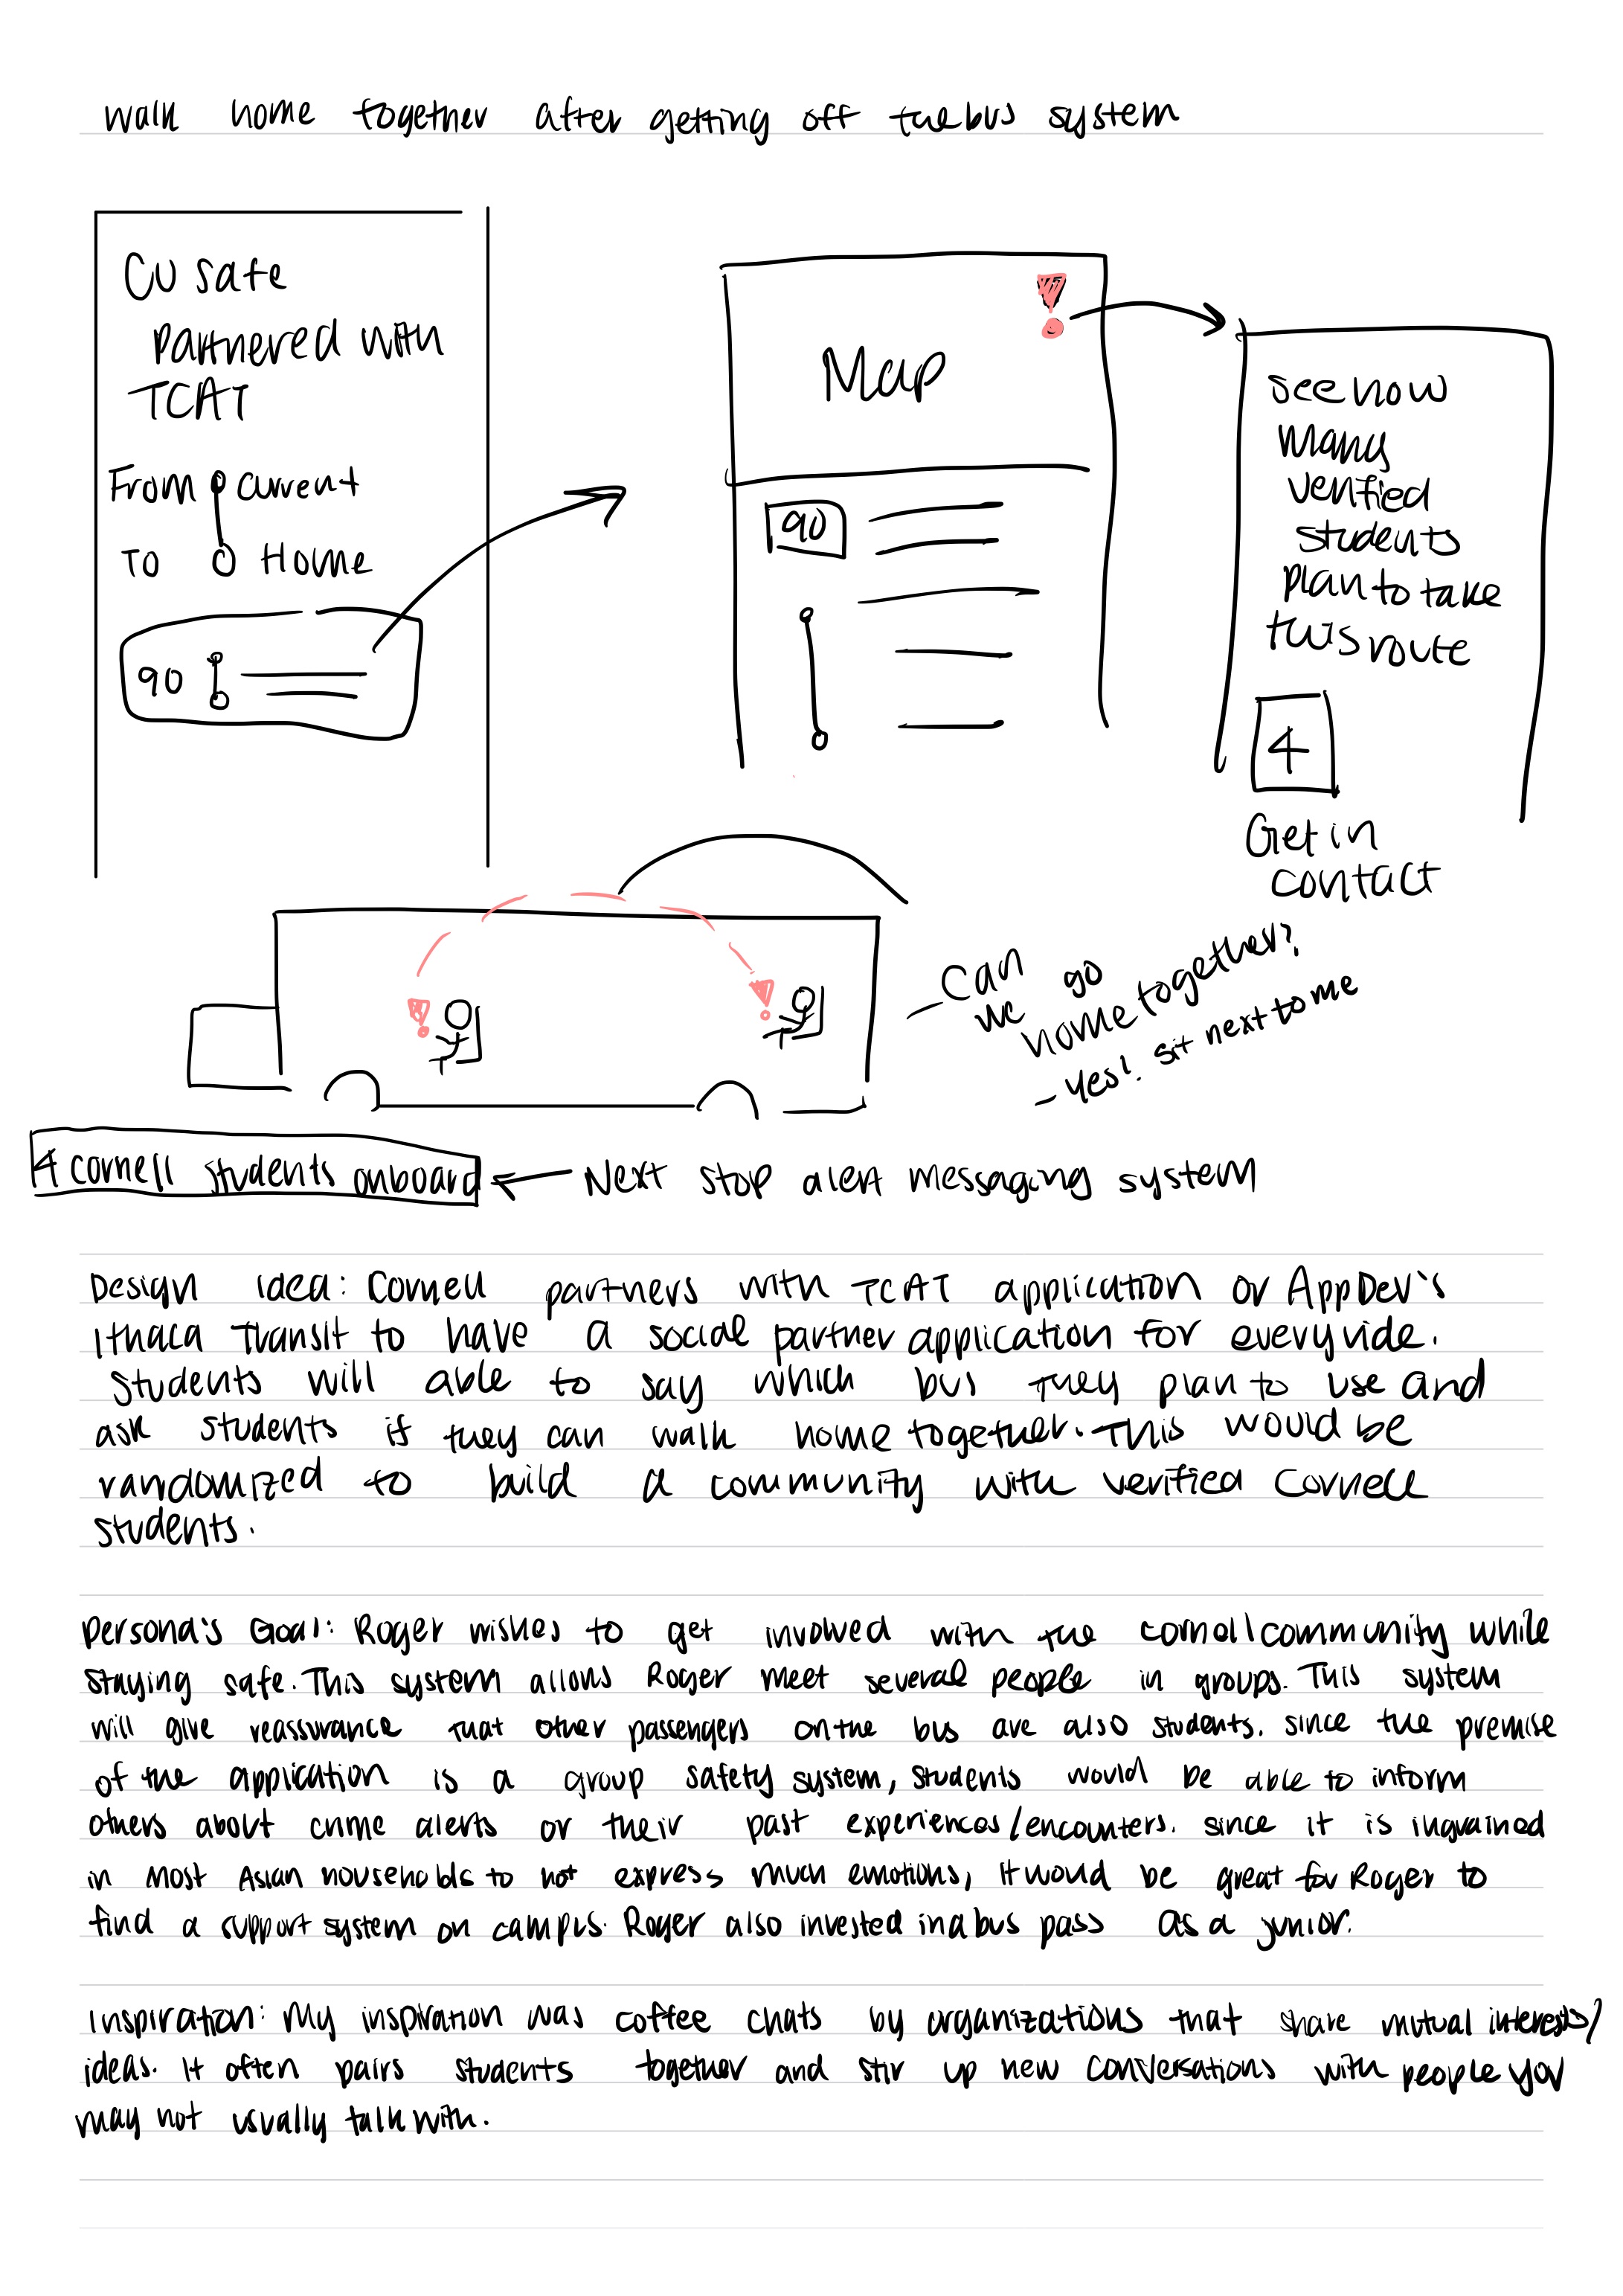 walk home together after getting off the bus system
CU safe
partnered with
TCAT
From current
To Home
90
Map
90
see how
many
verified
students
plan to take
this route
4
Get in
contact
- Can
we go
home together?
- yes! sit next to me
4 cornell students onboard
Next stop alert messaging system
Design idea: Cornell partners with TCAT application or AppDev's
Ithaca Transit to have a social partner application for every ride.
Students will able to say which bus they plan to use and
ask students if they can walk home together. This would be
randomized to build a community with verified Cornell
students.
Persona's Goal: Roger wishes to get involved with the cornell community while
staying safe. This system allows Roger meet several people in groups. This system
will give reassurance that other passengers on the bus are also students. Since the premise
of the application is a group safety system, students would be able to inform
others about crime alerts or their past experiences/encounters. Since it is ingrained
in most Asian households to not express much emotions, it would be great for Roger to
find a support system on campus. Roger also invested in a bus pass as a junior.
Inspiration: My inspiration was coffee chats by organizations that share mutual interests/
ideas. It often pairs students together and stir up new conversations with people you
may not usually talk with.